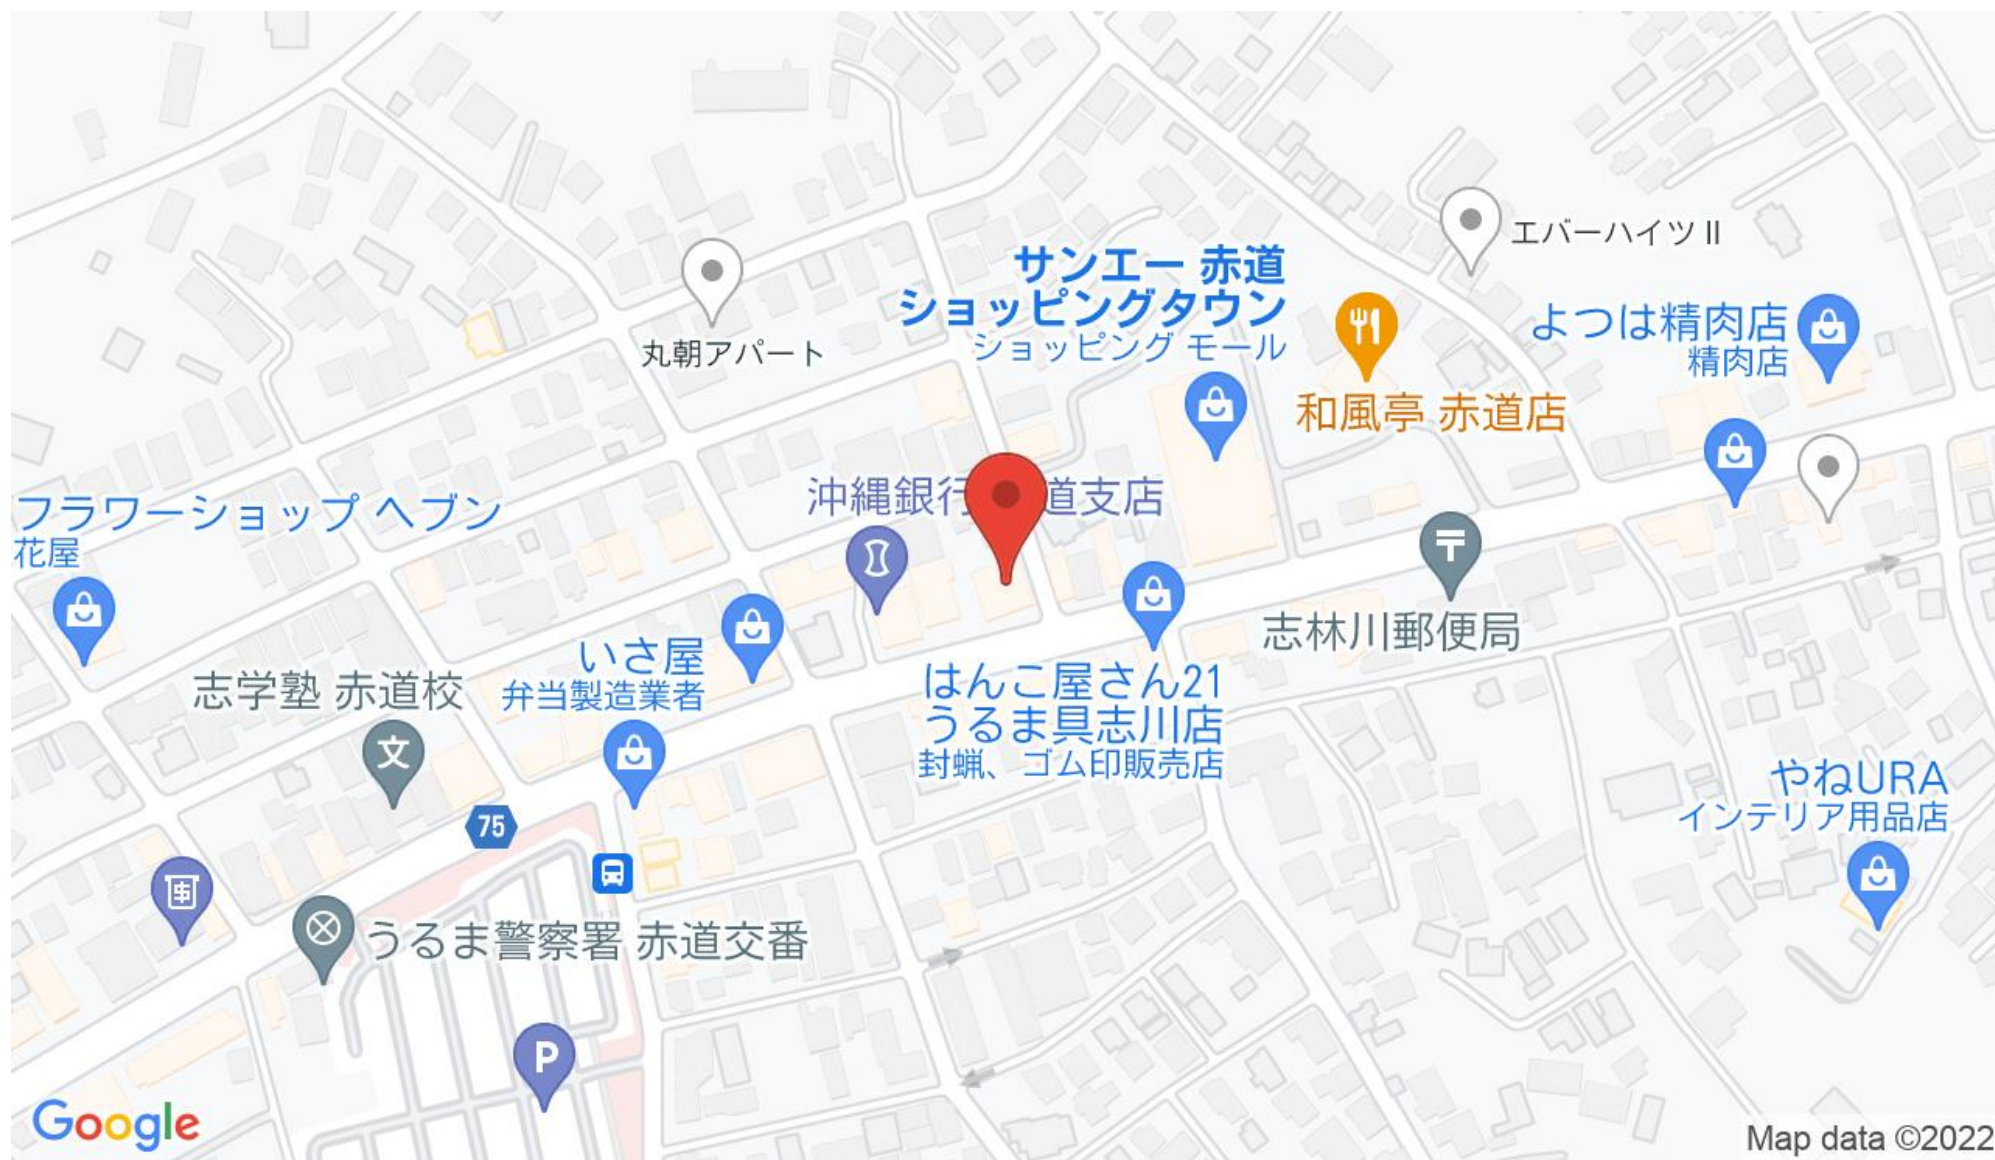 エバーハイツ II
サンエー 赤道
ショッピングタウン
ショッピング モール
丸朝アパート
よつは精肉店
精肉店
和風亭 赤道店
沖縄銀行 道支店
フラワーショップ ヘブン
花屋
〒
志林川郵便局
いさ屋
弁当製造業者
志学塾 赤道校
文
はんこ屋さん21
うるま具志川店
封蝋、ゴム印販売店
75
やねURA
インテリア用品店
うるま警察署 赤道交番
P
Google
Map data ©2022